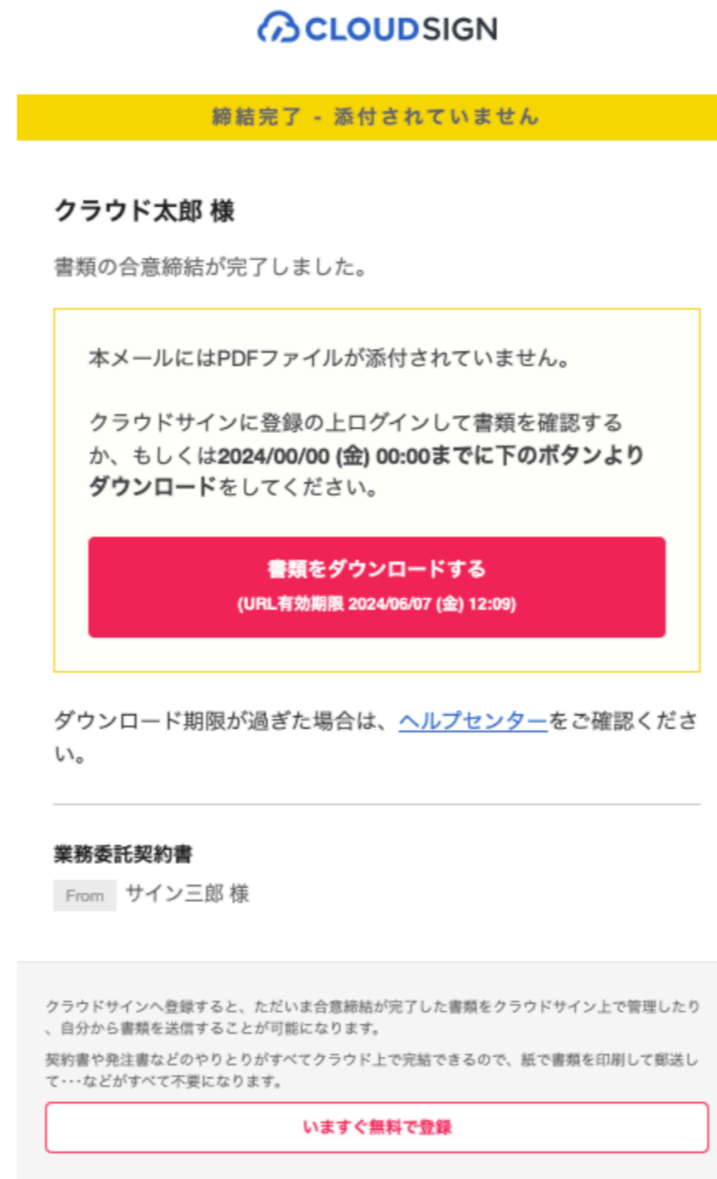 CLOUDSIGN
締結完了 - 添付されていません
クラウド太郎 様
書類の合意締結が完了しました。
本メールにはPDFファイルが添付されていません。
クラウドサインに登録の上ログインして書類を確認する
か、もしくは2024/00/00 (金) 00:00までに下のボタンより
ダウンロードをしてください。
書類をダウンロードする
(URL有効期限 2024/06/07 (金) 12:09)
ダウンロード期限が過ぎた場合は、ヘルプセンターをご確認くださ
い。
業務委託契約書
From サイン三郎 様
クラウドサインへ登録すると、ただいま合意締結が完了した書類をクラウドサイン上で管理したり
、自分から書類を送信することが可能になります。
契約書や発注書などのやりとりがすべてクラウド上で完結できるので、紙で書類を印刷して郵送し
て･･･などがすべて不要になります。
いますぐ無料で登録